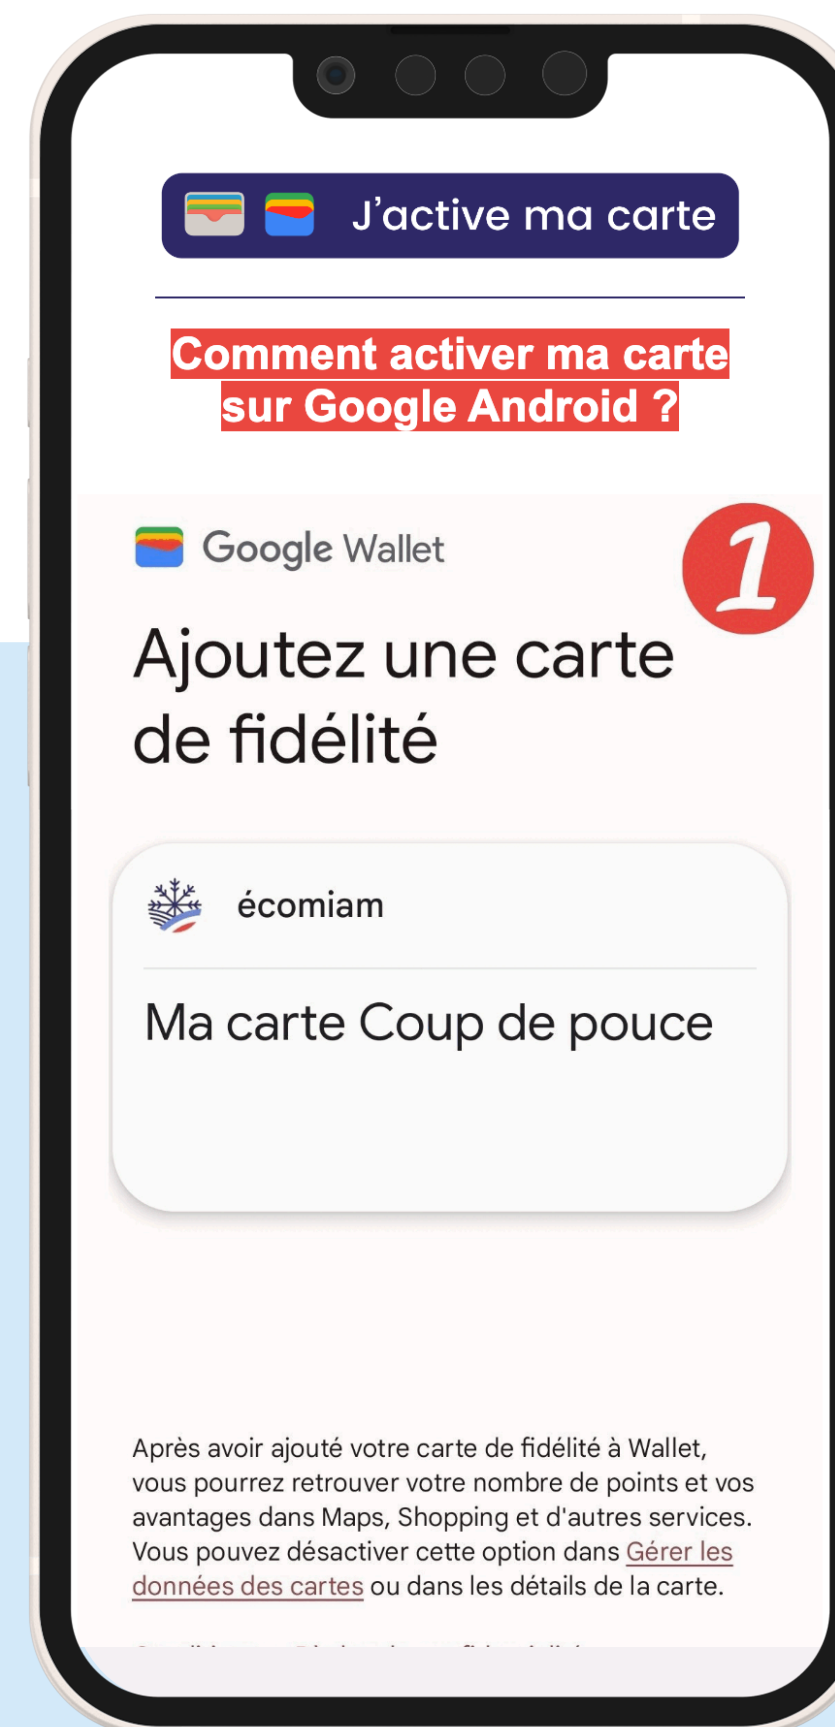 J'active ma carte
Comment activer ma carte
sur Google Android ?
Google Wallet
1
Ajoutez une carte
de fidélité
écomiam
Ma carte Coup de pouce
Après avoir ajouté votre carte de fidélité à Wallet,
vous pourrez retrouver votre nombre de points et vos
avantages dans Maps, Shopping et d'autres services.
Vous pouvez désactiver cette option dans Gérer les
données des cartes ou dans les détails de la carte.